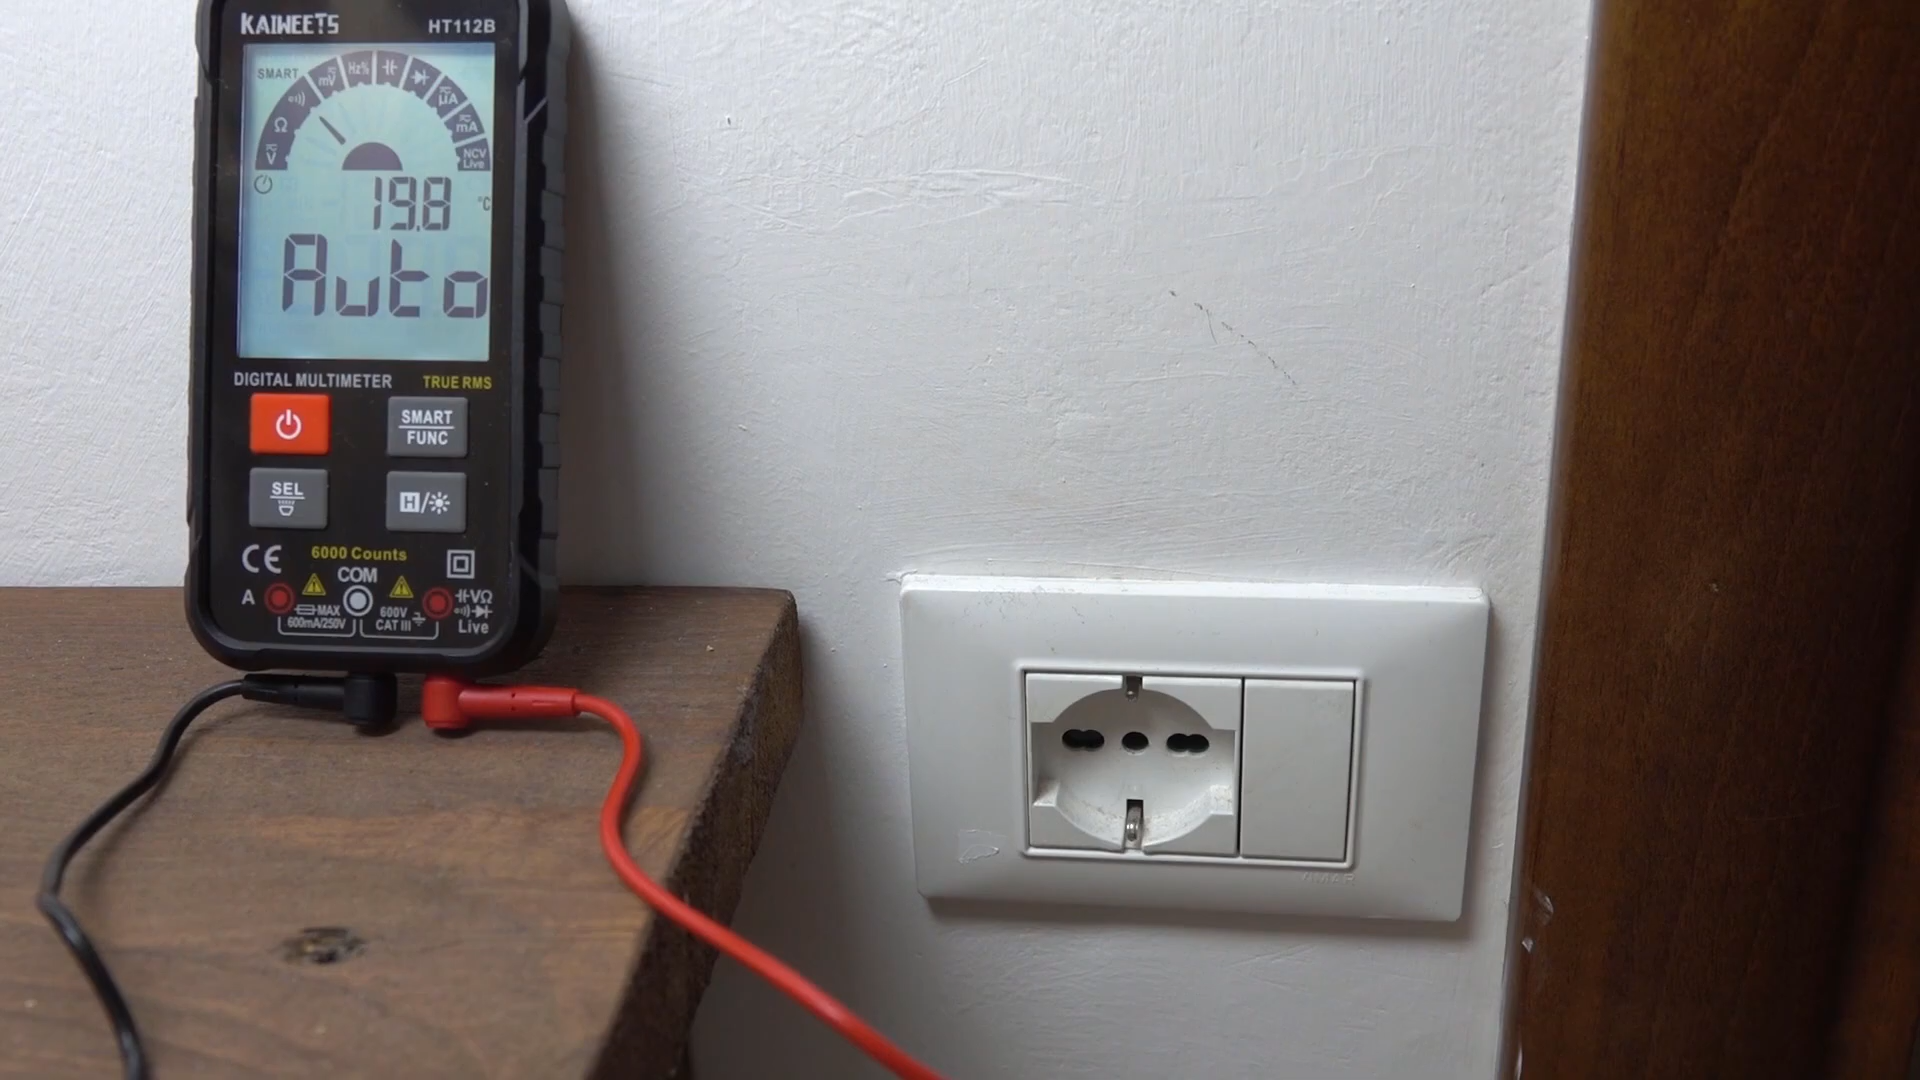 KAIWEETS HT112B
SMART
mV Hz%
Ω µA
V mA
NCV
Live
19.8 °C
Auto
DIGITAL MULTIMETER TRUE RMS
SMART
FUNC
SEL
H/
CE 6000 Counts
COM
A MAX 600V VΩ
600mA/250V CAT III Live